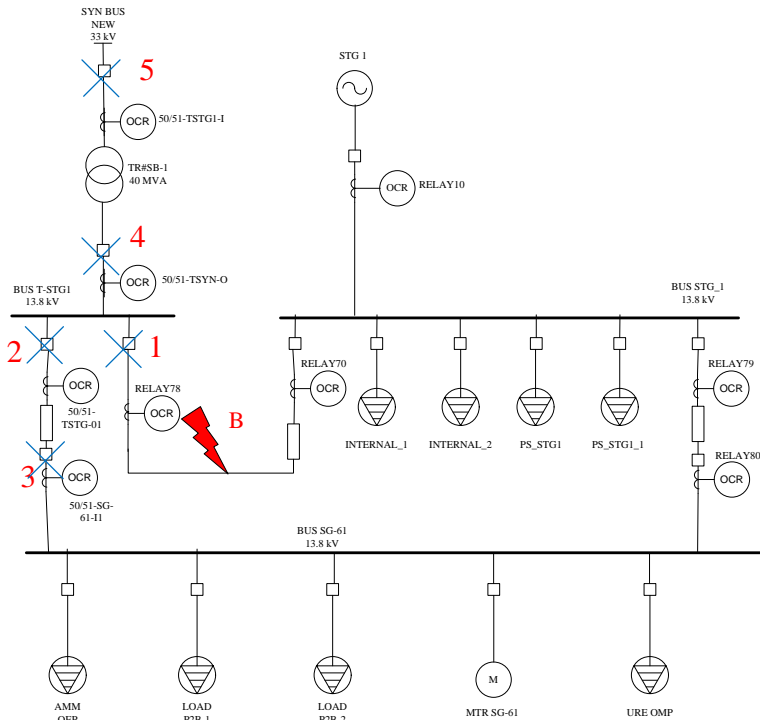 SYN BUS
NEW
33 kV
5
OCR
50/51-TSTG1-I
TR#SB-1
40 MVA
4
OCR
50/51-TSYN-O
BUS T-STG1
13.8 kV
2
1
OCR
50/51-
TSTG-01
RELAY78
OCR
B
3
OCR
50/51-SG-
61-I1
STG 1
OCR
RELAY10
BUS STG_1
13.8 kV
RELAY70
OCR
INTERNAL_1
INTERNAL_2
PS_STG1
PS_STG1_1
RELAY79
OCR
RELAY80
OCR
BUS SG-61
13.8 kV
AMM
LOAD
LOAD
M
MTR SG-61
URE OMP